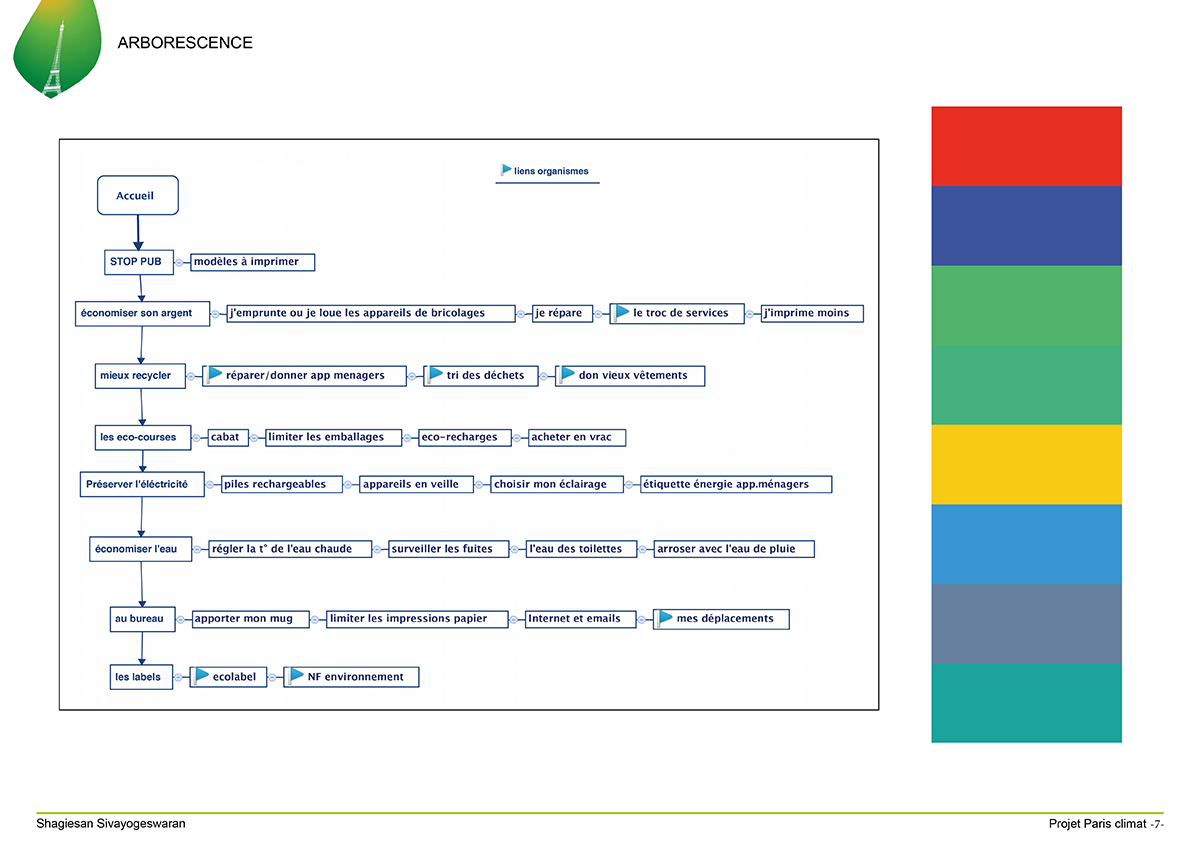 ARBORESCENCE
liens organismes
Accueil
STOP PUB modèles à imprimer
économiser son argent j'emprunte ou je loue les appareils de bricolages je répare le troc de services j'imprime moins
mieux recycler réparer/donner app menagers tri des déchets don vieux vêtements
les eco-courses cabat limiter les emballages eco-recharges acheter en vrac
Préserver l'éléctricité piles rechargeables appareils en veille choisir mon éclairage étiquette énergie app.ménagers
économiser l'eau régler la t° de l'eau chaude surveiller les fuites l'eau des toilettes arroser avec l'eau de pluie
au bureau apporter mon mug limiter les impressions papier Internet et emails mes déplacements
les labels ecolabel NF environnement
Shagiesan Sivayogeswaran Projet Paris climat -7-